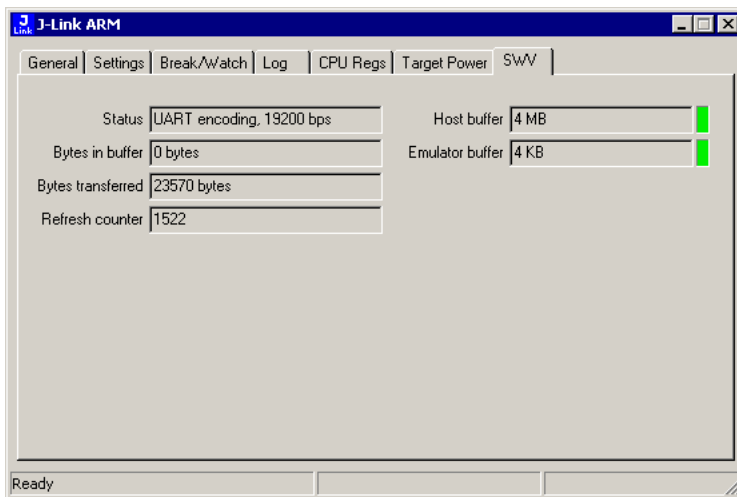 J Link J-Link ARM
General Settings Break/Watch Log CPU Regs Target Power SWV
Status UART encoding, 19200 bps Host buffer 4 MB
Bytes in buffer 0 bytes Emulator buffer 4 KB
Bytes transferred 23570 bytes
Refresh counter 1522
Ready